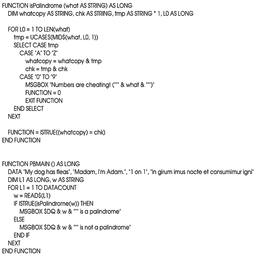 FUNCTION isPalindrome (what AS STRING) AS LONG
DIM whatcopy AS STRING, chk AS STRING, tmp AS STRING * 1, L0 AS LONG
FOR L0 = 1 TO LEN(what)
tmp = UCASE$(MID$(what, L0, 1))
SELECT CASE tmp
CASE "A" TO "Z"
whatcopy = whatcopy & tmp
chk = tmp & chk
CASE "0" TO "9"
MSGBOX "Numbers are cheating! (""" & what & """)"
FUNCTION = 0
EXIT FUNCTION
END SELECT
NEXT
FUNCTION = ISTRUE((whatcopy) = chk)
END FUNCTION
FUNCTION PBMAIN () AS LONG
DATA "My dog has fleas", "Madam, I'm Adam.", "1 on 1", "In girum imus nocte et consumimur igni"
DIM L1 AS LONG, w AS STRING
FOR L1 = 1 TO DATACOUNT
w = READ$(L1)
IF ISTRUE(isPalindrome(w)) THEN
MSGBOX $DQ & w & """ is a palindrome"
ELSE
MSGBOX $DQ & w & """ is not a palindrome"
END IF
NEXT
END FUNCTION